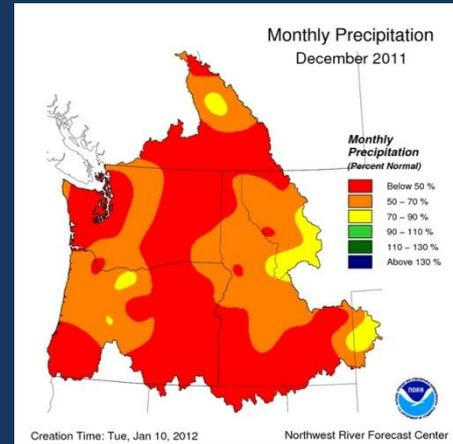 Monthly Precipitation
December 2011
Monthly
Precipitation
(Percent Normal)
Below 50 %
50 – 70 %
70 – 90 %
90 – 110 %
110 – 130 %
Above 130 %
noaa
Creation Time: Tue, Jan 10, 2012
Northwest River Forecast Center